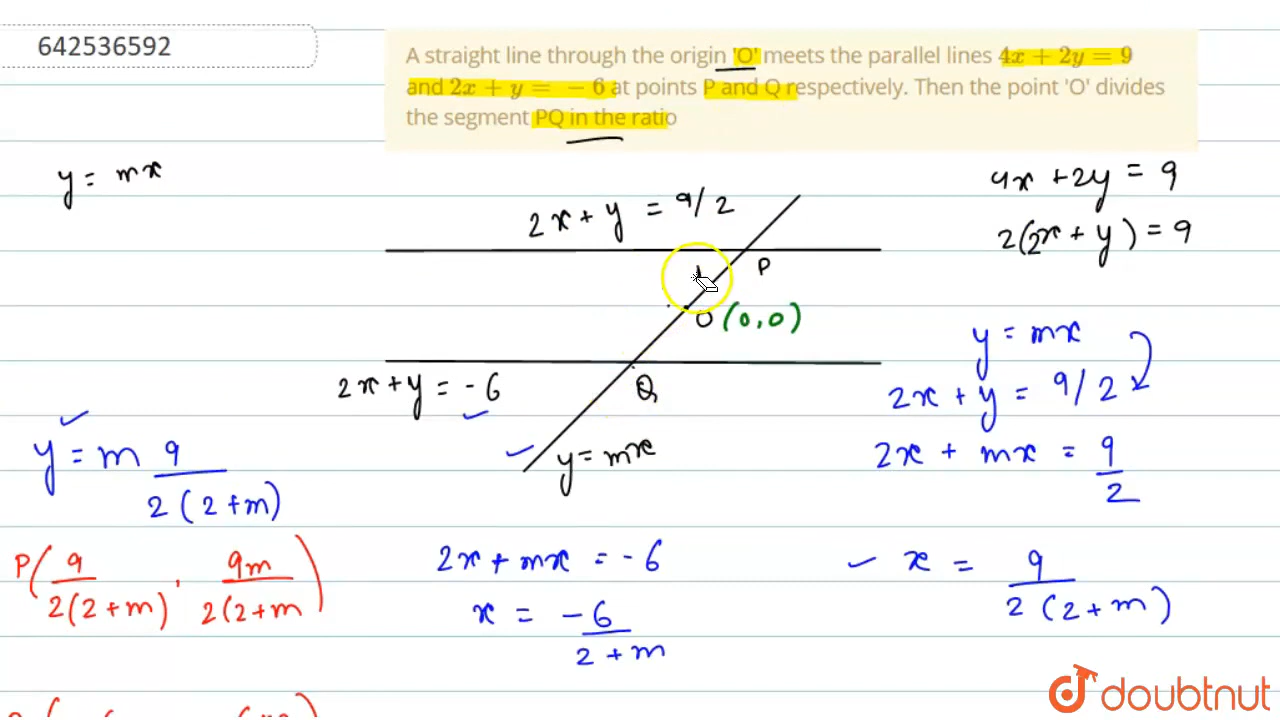 642536592
A straight line through the origin 'O' meets the parallel lines 4x + 2y = 9
and 2x + y = − 6 at points P and Q respectively. Then the point 'O' divides
the segment PQ in the ratio
y = mx
4x + 2y = 9
2x + y = 9/2
2(2x + y) = 9
P
O (0,0)
y = mx
2x + y = -6
Q
2x + y = 9/2
y = m 9 / 2(2+m)
y = mx
2x + mx = 9/2
P( 9 / 2(2+m) , 9m / 2(2+m )
2x + mx = -6
x = 9 / 2(2+m)
x = -6 / 2+m
doubtnut